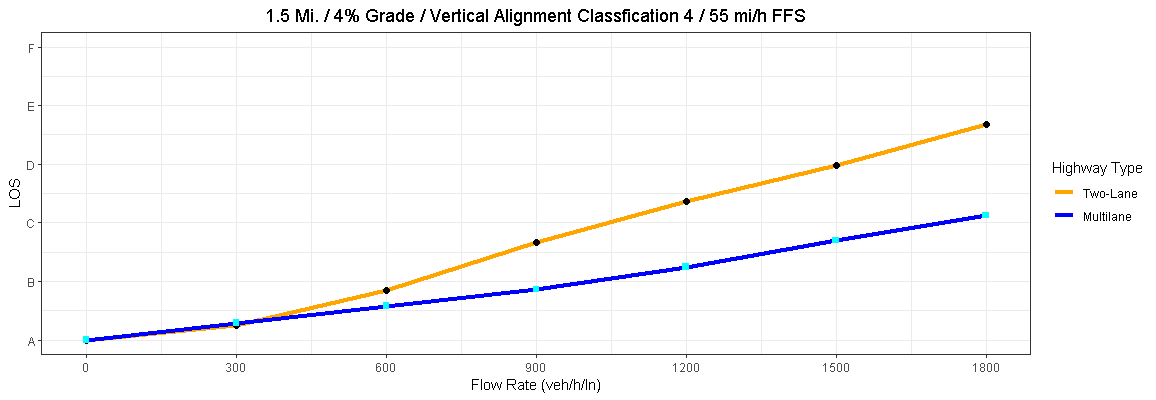 1.5 Mi. / 4% Grade / Vertical Alignment Classfication 4 / 55 mi/h FFS
F
E
D
C
B
A
LOS
0 300 600 900 1200 1500 1800
Flow Rate (veh/h/ln)
Highway Type
Two-Lane
Multilane